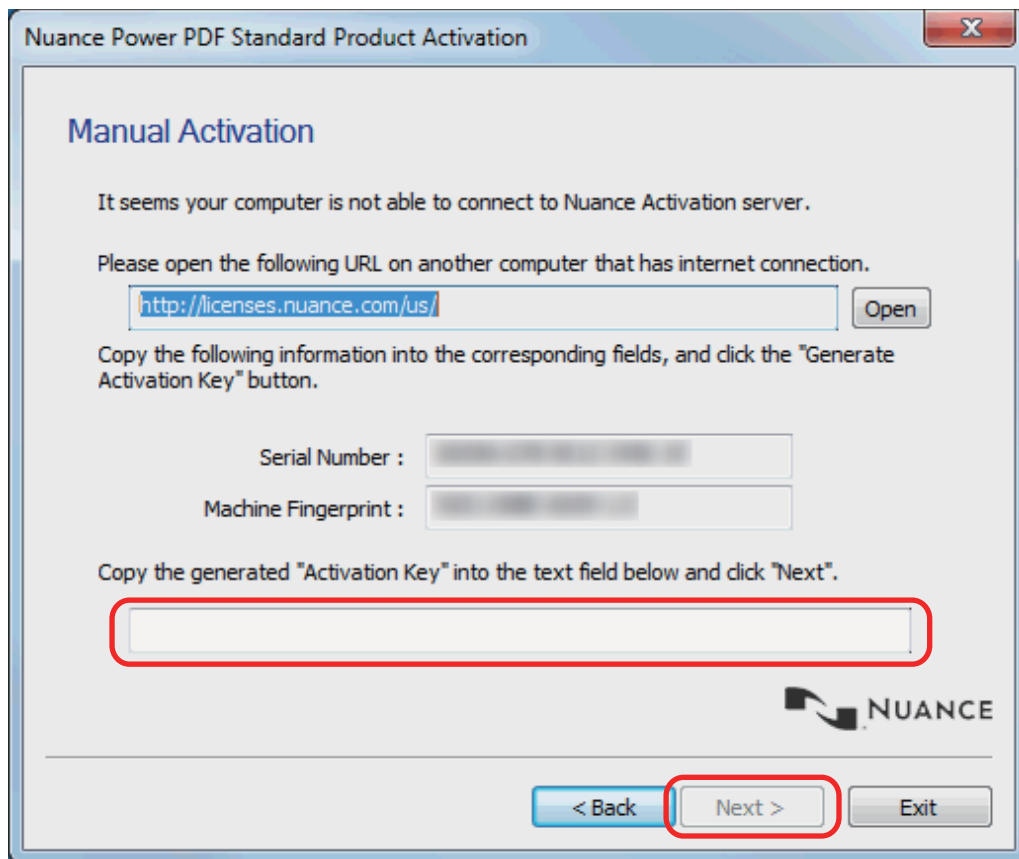 Nuance Power PDF Standard Product Activation
Manual Activation
It seems your computer is not able to connect to Nuance Activation server.
Please open the following URL on another computer that has internet connection.
http://licenses.nuance.com/us/
Open
Copy the following information into the corresponding fields, and click the "Generate
Activation Key" button.
Serial Number :
Machine Fingerprint :
Copy the generated "Activation Key" into the text field below and click "Next".
NUANCE
< Back
Next >
Exit